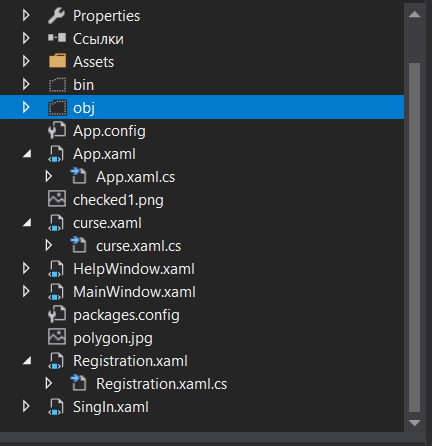 Properties
Ссылки
Assets
bin
obj
App.config
App.xaml
App.xaml.cs
checked1.png
curse.xaml
curse.xaml.cs
HelpWindow.xaml
MainWindow.xaml
packages.config
polygon.jpg
Registration.xaml
Registration.xaml.cs
SingIn.xaml